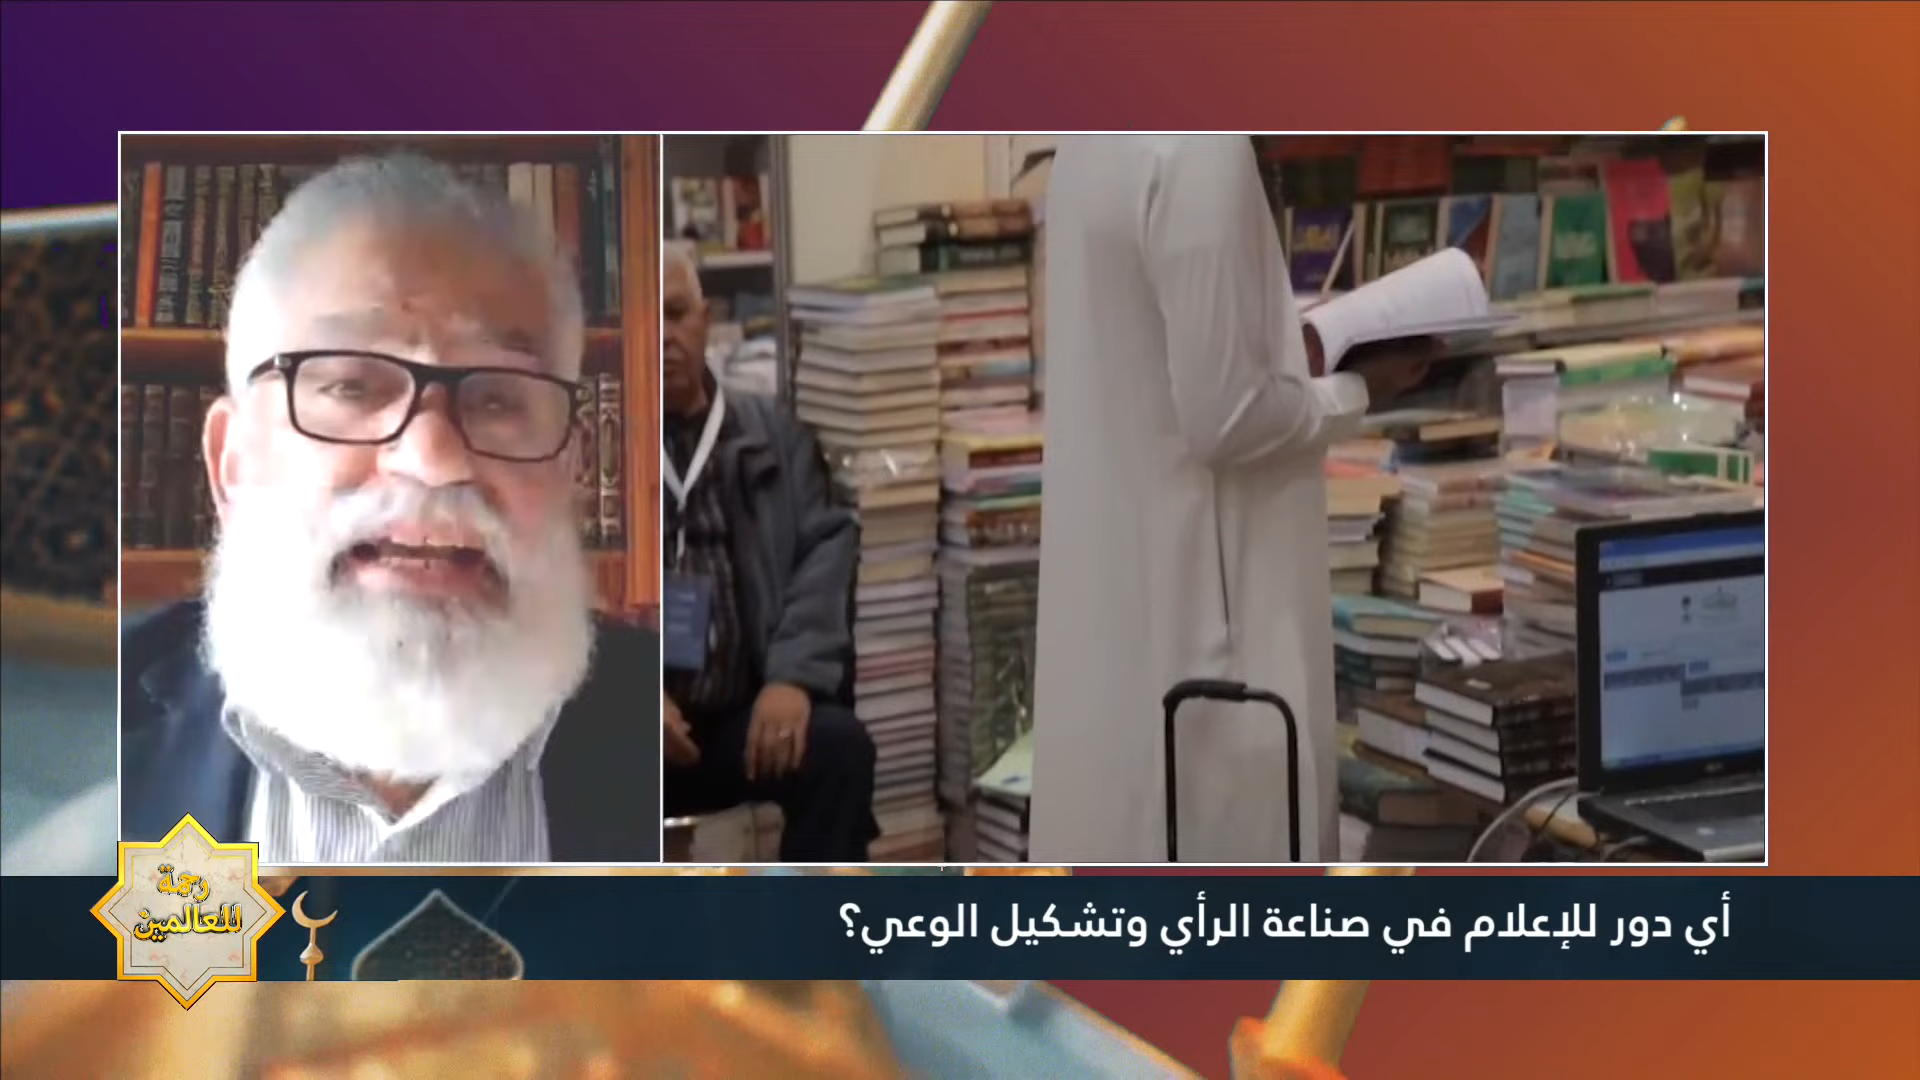 أي دور للإعلام في صناعة الرأي وتشكيل الوعي؟
رحمة
للعالمين